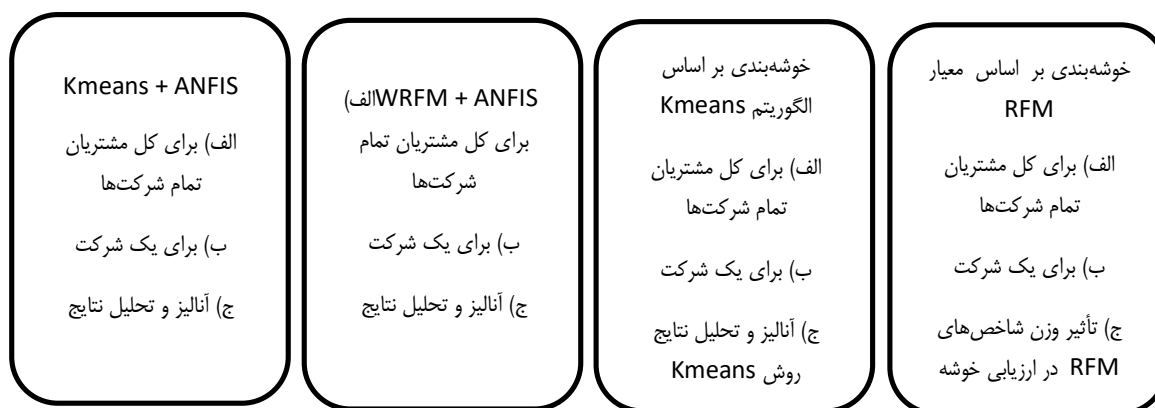 خوشه‌بندی بر اساس معیار
RFM
الف) برای کل مشتریان
تمام شرکت‌ها
ب) برای یک شرکت
ج) تأثیر وزن شاخص‌های
RFM در ارزیابی خوشه
خوشه‌بندی بر اساس
الگوریتم Kmeans
الف) برای کل مشتریان
تمام شرکت‌ها
ب) برای یک شرکت
ج) آنالیز و تحلیل نتایج
روش Kmeans
WRFM + ANFISالف)
برای کل مشتریان تمام
شرکت‌ها
ب) برای یک شرکت
ج) آنالیز و تحلیل نتایج
Kmeans + ANFIS
الف) برای کل مشتریان
تمام شرکت‌ها
ب) برای یک شرکت
ج) آنالیز و تحلیل نتایج